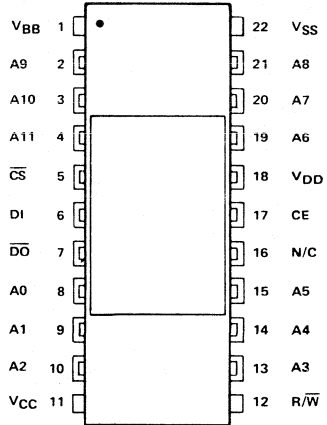 VBB 1 22 VSS
A9 2 21 A8
A10 3 20 A7
A11 4 19 A6
C̅S̅ 5 18 VDD
DI 6 17 CE
D̅O̅ 7 16 N/C
A0 8 15 A5
A1 9 14 A4
A2 10 13 A3
VCC 11 12 R/W̅